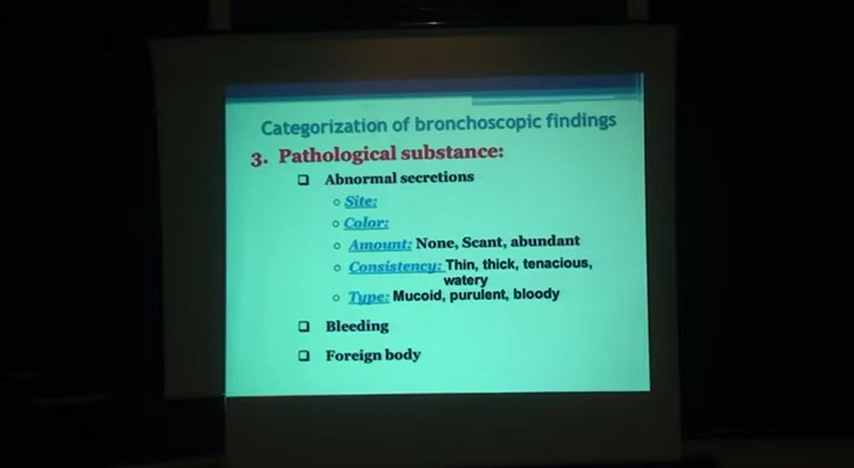 Categorization of bronchoscopic findings
3. Pathological substance:
❑ Abnormal secretions
○ Site:
○ Color:
○ Amount: None, Scant, abundant
○ Consistency: Thin, thick, tenacious,
watery
○ Type: Mucoid, purulent, bloody
❑ Bleeding
❑ Foreign body